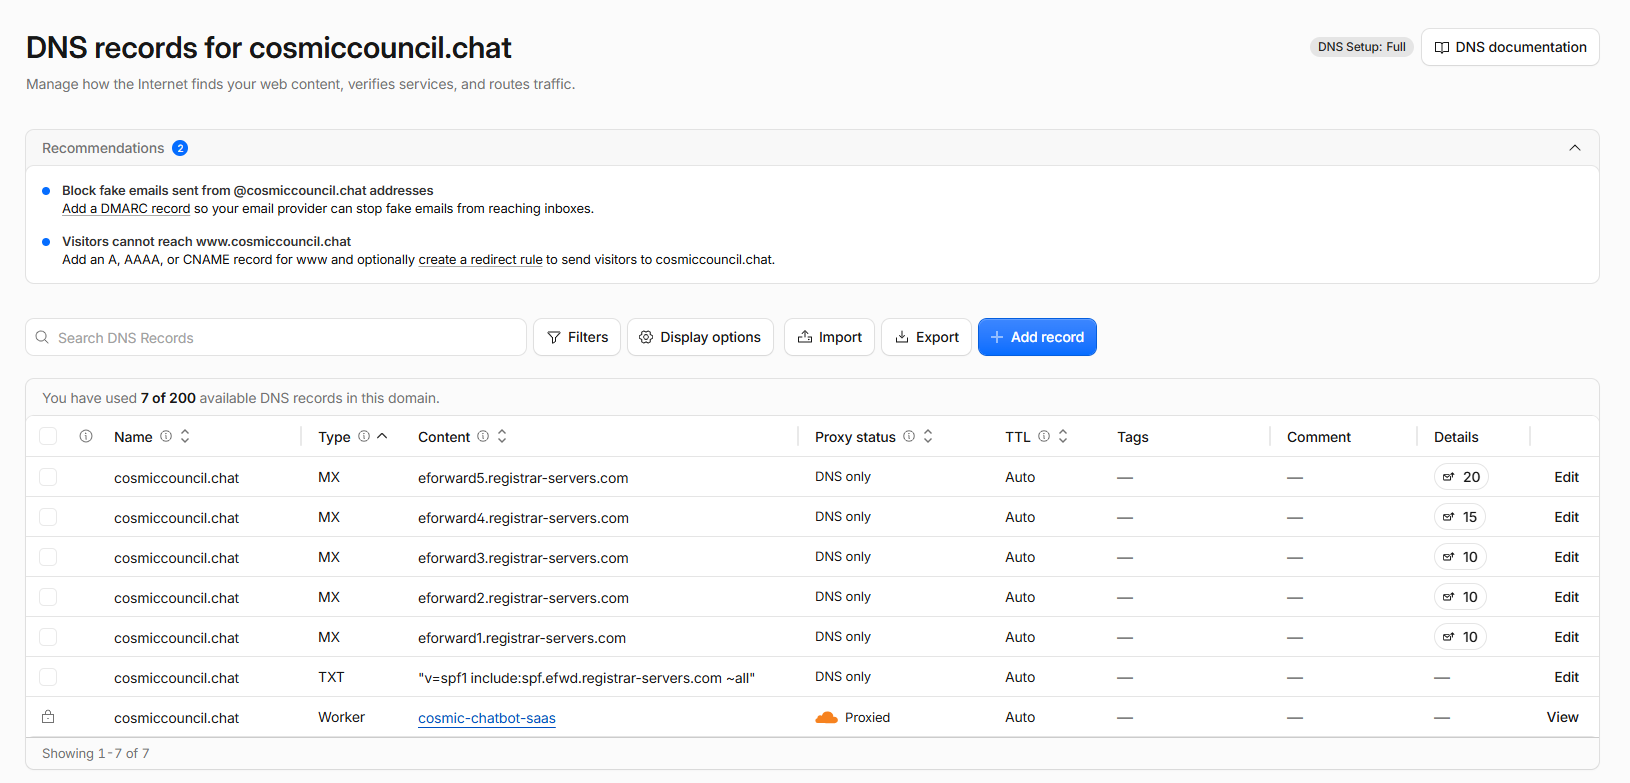 DNS records for cosmiccouncil.chat
DNS Setup: Full
DNS documentation
Manage how the Internet finds your web content, verifies services, and routes traffic.
Recommendations 2
Block fake emails sent from @cosmiccouncil.chat addresses
Add a DMARC record so your email provider can stop fake emails from reaching inboxes.
Visitors cannot reach www.cosmiccouncil.chat
Add an A, AAAA, or CNAME record for www and optionally create a redirect rule to send visitors to cosmiccouncil.chat.
Search DNS Records Filters Display options Import Export + Add record
You have used 7 of 200 available DNS records in this domain.
Name Type Content Proxy status TTL Tags Comment Details
cosmiccouncil.chat MX eforward5.registrar-servers.com DNS only Auto — — 20 Edit
cosmiccouncil.chat MX eforward4.registrar-servers.com DNS only Auto — — 15 Edit
cosmiccouncil.chat MX eforward3.registrar-servers.com DNS only Auto — — 10 Edit
cosmiccouncil.chat MX eforward2.registrar-servers.com DNS only Auto — — 10 Edit
cosmiccouncil.chat MX eforward1.registrar-servers.com DNS only Auto — — 10 Edit
cosmiccouncil.chat TXT "v=spf1 include:spf.efwd.registrar-servers.com ~all" DNS only Auto — — — Edit
cosmiccouncil.chat Worker cosmic-chatbot-saas Proxied Auto — — — View
Showing 1-7 of 7